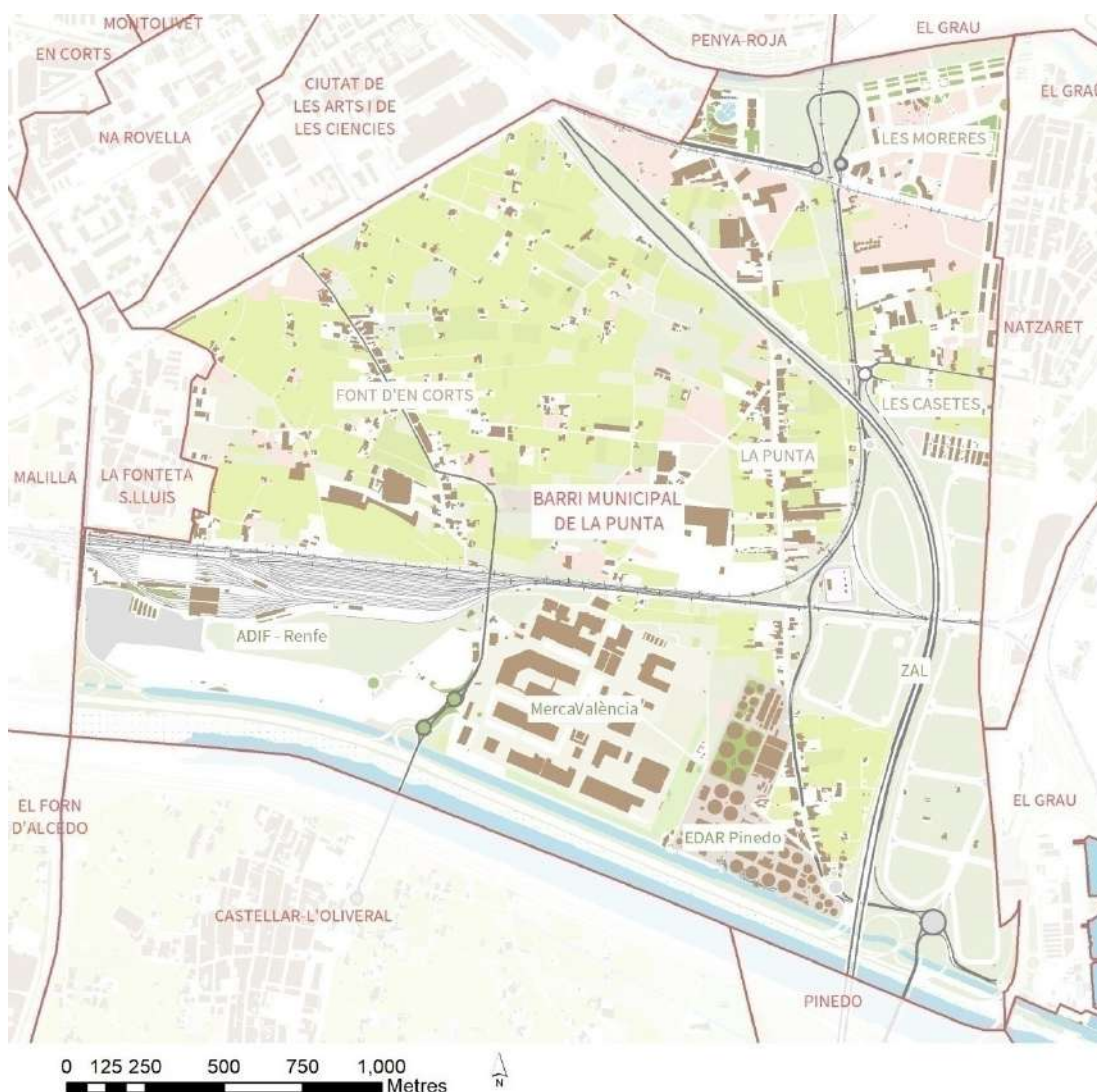 MONTOLIVET
EN CORTS
NA ROVELLA
CIUTAT DE
LES ARTS I DE
LES CIENCIES
PENYA-ROJA
EL GRAU
EL GRAU
LES MORERES
NATZARET
FONT D'EN CORTS
LES CASETES
LA PUNTA
MALILLA
LA FONTETA
S.LLUIS
BARRI MUNICIPAL
DE LA PUNTA
ADIF - Renfe
ZAL
MercaValència
EL FORN
D'ALCEDO
EL GRAU
EDAR Pinedo
CASTELLAR-L'OLIVERAL
PINEDO
0 125 250 500 750 1,000
Metres
N